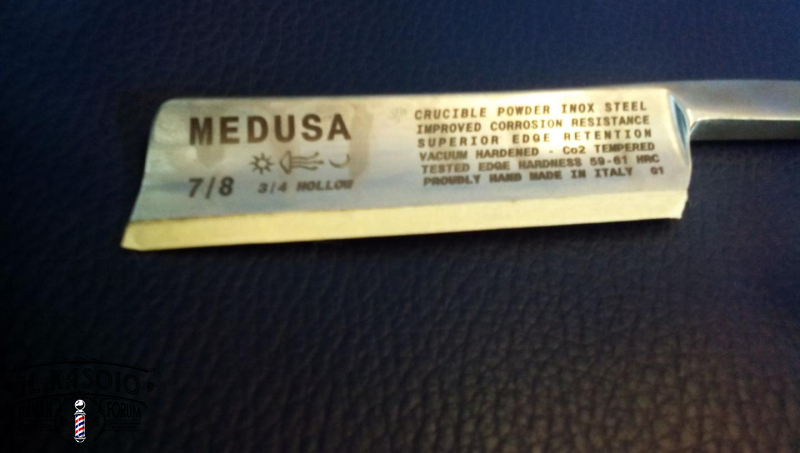 MEDUSA
7/8 3/4 HOLLOW
CRUCIBLE POWDER INOX STEEL
IMPROVED CORROSION RESISTANCE
SUPERIOR EDGE RETENTION
VACUUM HARDENED - Co2 TEMPERED
TESTED EDGE HARDNESS 59-61 HRC
PROUDLY HAND MADE IN ITALY 01
FORUM